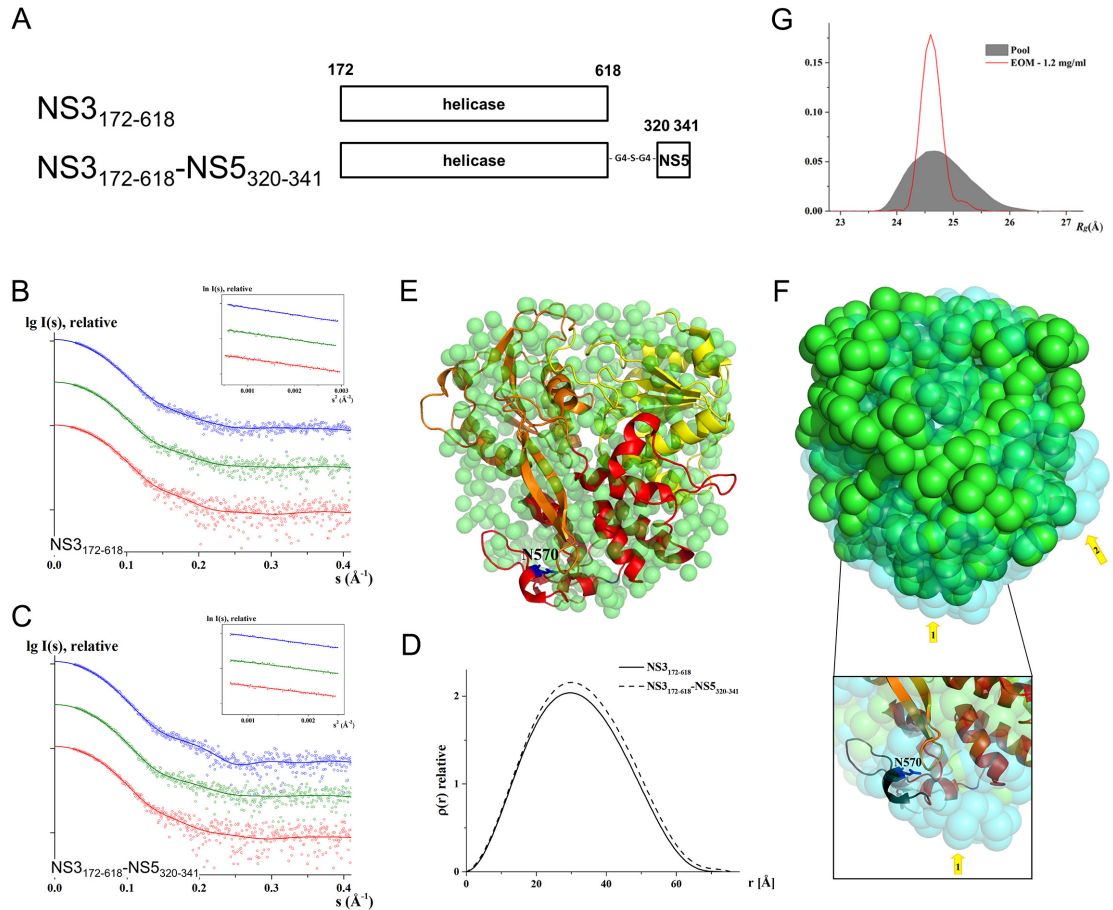 A
172 618
NS3172-618
helicase
320 341
NS3172-618-NS5320-341
helicase
- G4-S-G4 -
NS5
G
Pool
EOM - 1.2 mg/ml
0.15
0.10
0.05
0.00
23 24 25 26 27
Rg(Å)
B
lg I(s), relative
ln I(s), relative
0.001 0.002 0.003
s2 (Å-2)
NS3172-618
0.0 0.1 0.2 0.3 0.4
s (Å-1)
C
lg I(s), relative
ln I(s), relative
0.001 0.002
s2 (Å-2)
NS3172-618-NS5320-341
0.0 0.1 0.2 0.3 0.4
s (Å-1)
E
N570
D
NS3172-618
NS3172-618-NS5320-341
ρ(r) relative
2
1
0
0 20 40 60
r [Å]
F
2
1
N570
1